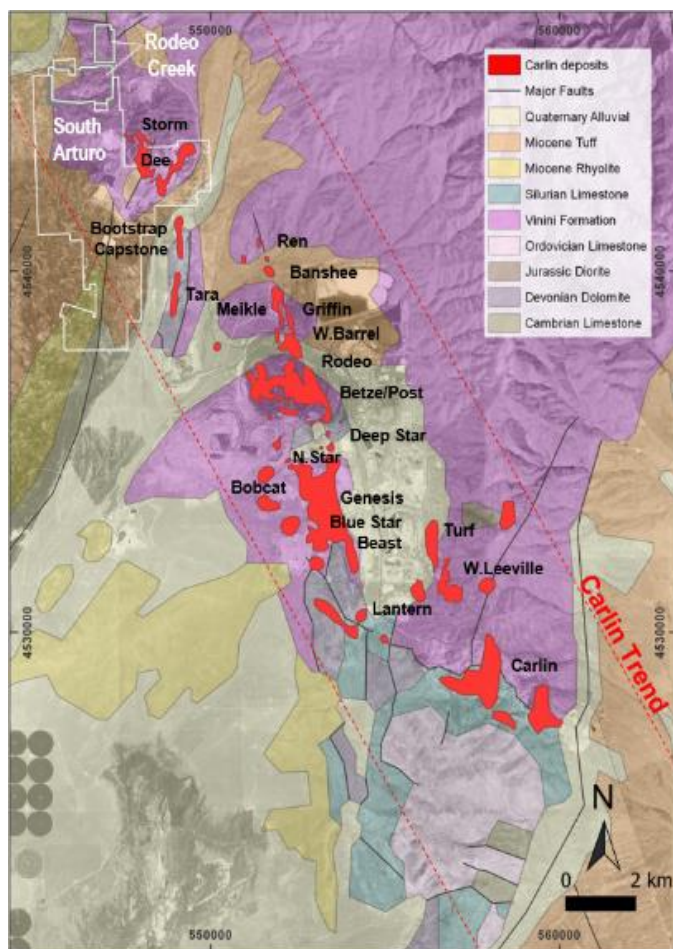 550000
560000
Rodeo
Creek
South
Arturo
Storm
Dee
Bootstrap
Capstone
Tara
Ren
Banshee
Meikle
Griffin
W.Barrel
Rodeo
Betze/Post
Deep Star
N.Star
Bobcat
Genesis
Blue Star
Beast
Turf
W.Leeville
Lantern
Carlin
Carlin Trend
Carlin deposits
Major Faults
Quaternary Alluvial
Miocene Tuff
Miocene Rhyolite
Silurian Limestone
Vinini Formation
Ordovician Limestone
Jurassic Diorite
Devonian Dolomite
Cambrian Limestone
4540000
4540000
4530000
4530000
N
0 2 km
550000
560000